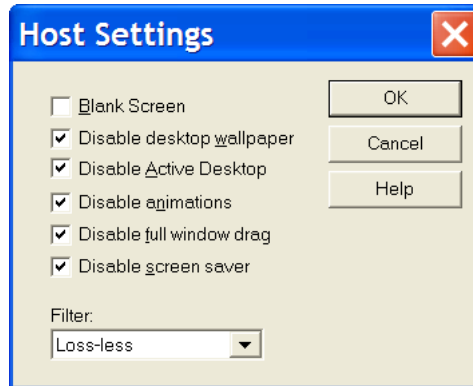 Host Settings
Blank Screen
Disable desktop wallpaper
Disable Active Desktop
Disable animations
Disable full window drag
Disable screen saver
OK
Cancel
Help
Filter:
Loss-less